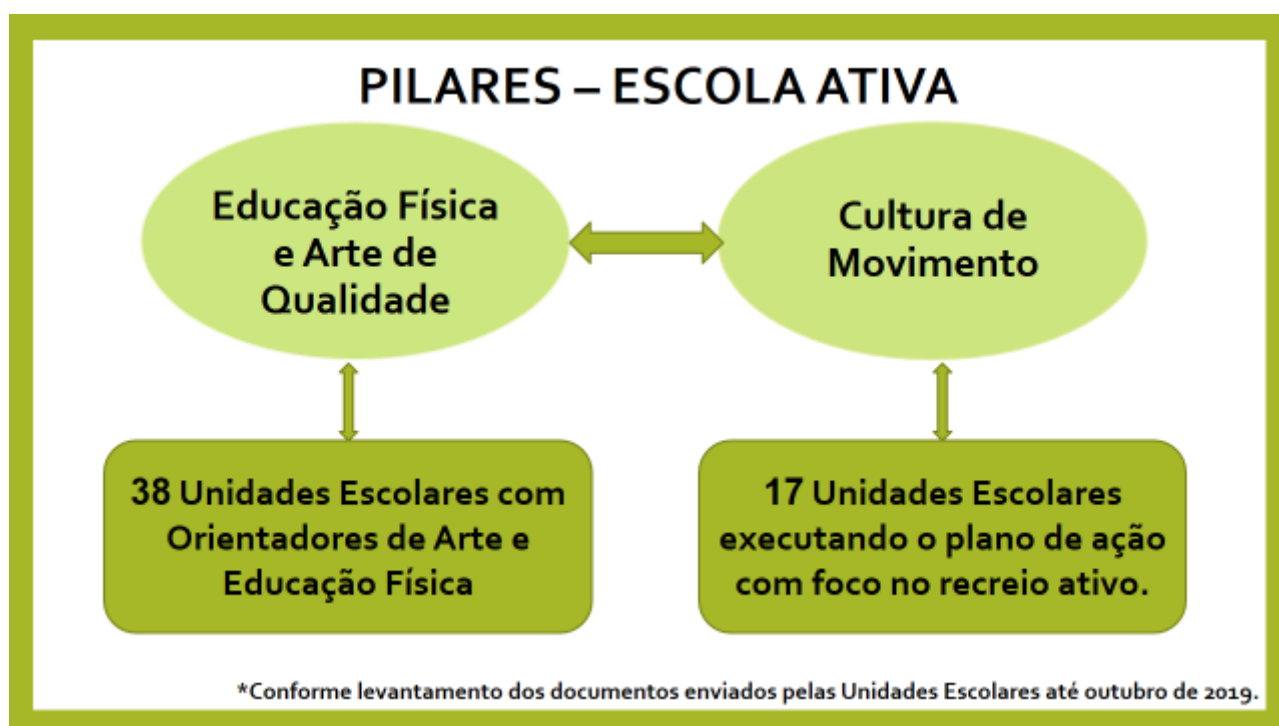 PILARES – ESCOLA ATIVA
Educação Física
e Arte de
Qualidade
Cultura de
Movimento
38 Unidades Escolares com
Orientadores de Arte e
Educação Física
17 Unidades Escolares
executando o plano de ação
com foco no recreio ativo.
*Conforme levantamento dos documentos enviados pelas Unidades Escolares até outubro de 2019.